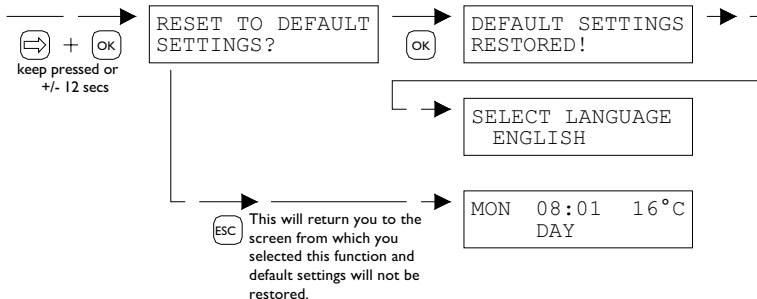 RESET TO DEFAULT
SETTINGS?
DEFAULT SETTINGS
RESTORED!
+ OK
OK
keep pressed or
+/- 12 secs
SELECT LANGUAGE
ENGLISH
MON 08:01 16°C
DAY
ESC
This will return you to the
screen from which you
selected this function and
default settings will not be
restored.